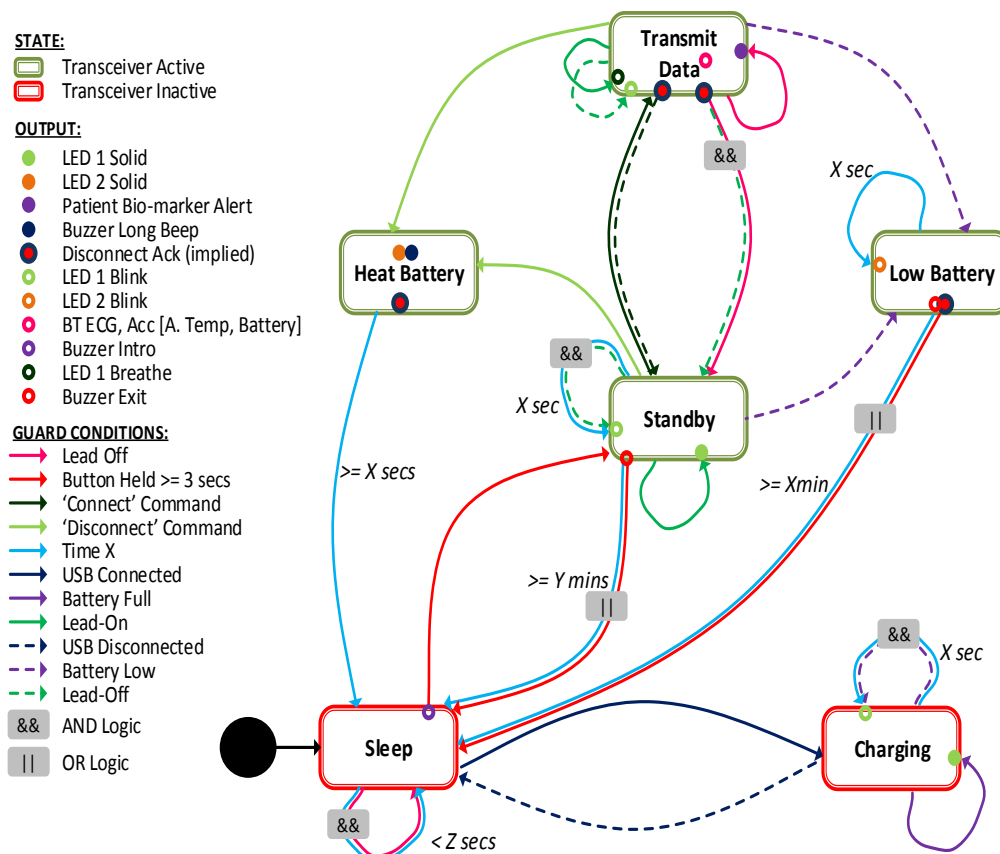 STATE:
Transceiver Active
Transceiver Inactive
OUTPUT:
LED 1 Solid
LED 2 Solid
Patient Bio-marker Alert
Buzzer Long Beep
Disconnect Ack (implied)
LED 1 Blink
LED 2 Blink
BT ECG, Acc [A. Temp, Battery]
Buzzer Intro
LED 1 Breathe
Buzzer Exit
GUARD CONDITIONS:
Lead Off
Button Held >= 3 secs
‘Connect’ Command
‘Disconnect’ Command
Time X
USB Connected
Battery Full
Lead-On
USB Disconnected
Battery Low
Lead-Off
&& AND Logic
|| OR Logic
Transmit
Data
&&
X sec
Heat Battery
Low Battery
&&
X sec
Standby
||
>= X secs
>= Xmin
>= Y mins
||
&&
X sec
Sleep
Charging
&&
< Z secs